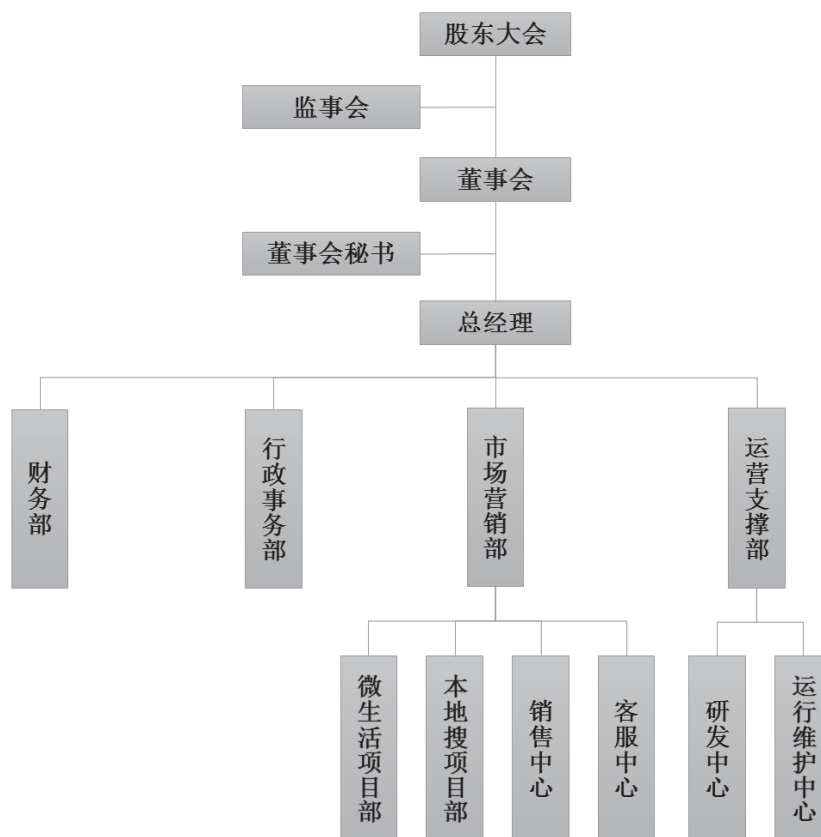 股东大会
监事会
董事会
董事会秘书
总经理
财务部
行政事务部
市场营销部
运营支撑部
微生活项目部
本地搜项目部
销售中心
客服中心
研发中心
运行维护中心